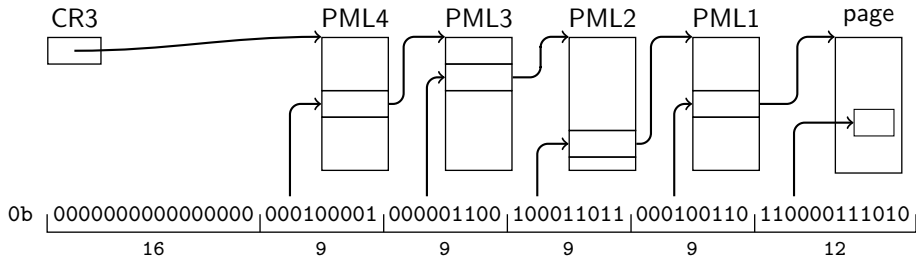 CR3 PML4 PML3 PML2 PML1 page
0b 0000000000000000 000100001 000001100 100011011 000100110 110000111010
16 9 9 9 9 12